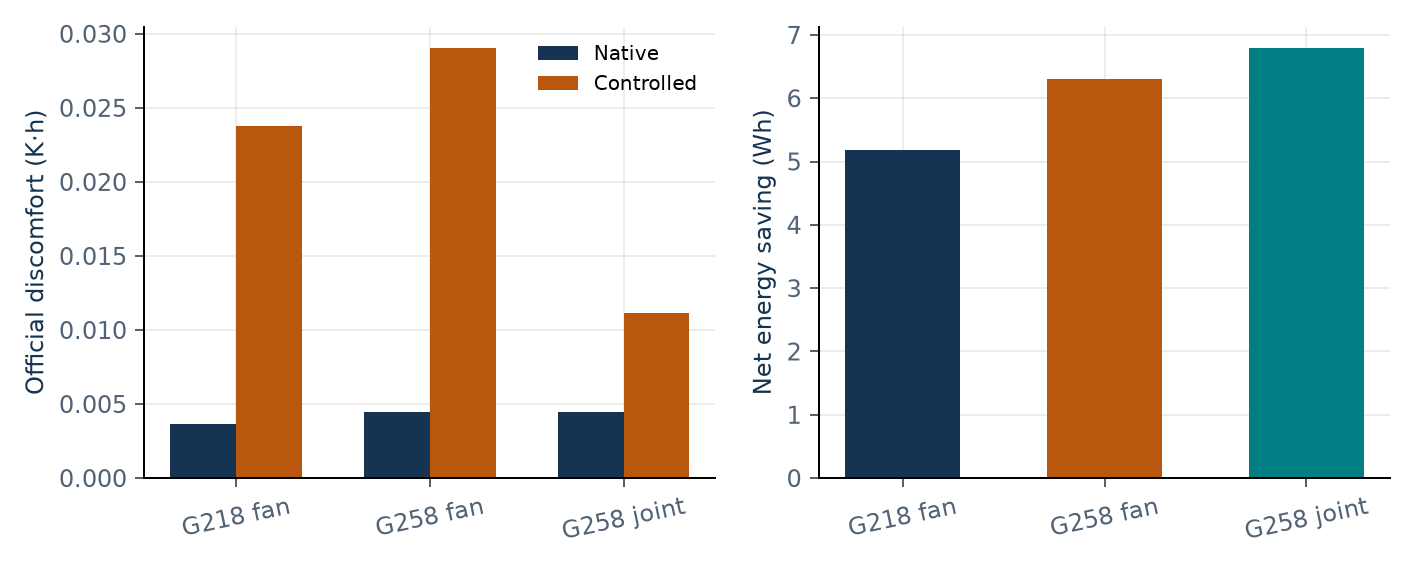 Official discomfort (K·h)
0.030
0.025
0.020
0.015
0.010
0.005
0.000
Native
Controlled
G218 fan
G258 fan
G258 joint
Net energy saving (Wh)
7
6
5
4
3
2
1
0
G218 fan
G258 fan
G258 joint